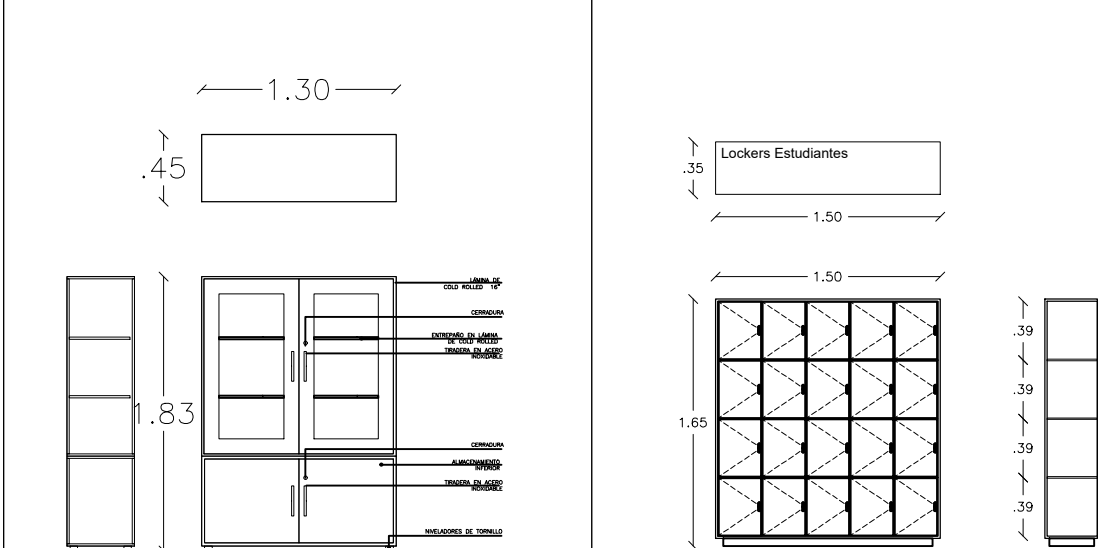 1.30
.45
1.83
LÁMINA DE
COLD ROLLED 16"
CERRADURA
ENTREPAÑO EN LÁMINA
DE COLD ROLLED
TIRADERA EN ACERO
INOXIDABLE
CERRADURA
ALMACENAMIENTO
INFERIOR
TIRADERA EN ACERO
INOXIDABLE
NIVELADORES DE TORNILLO
Lockers Estudiantes
.35
1.50
1.50
1.65
.39
.39
.39
.39